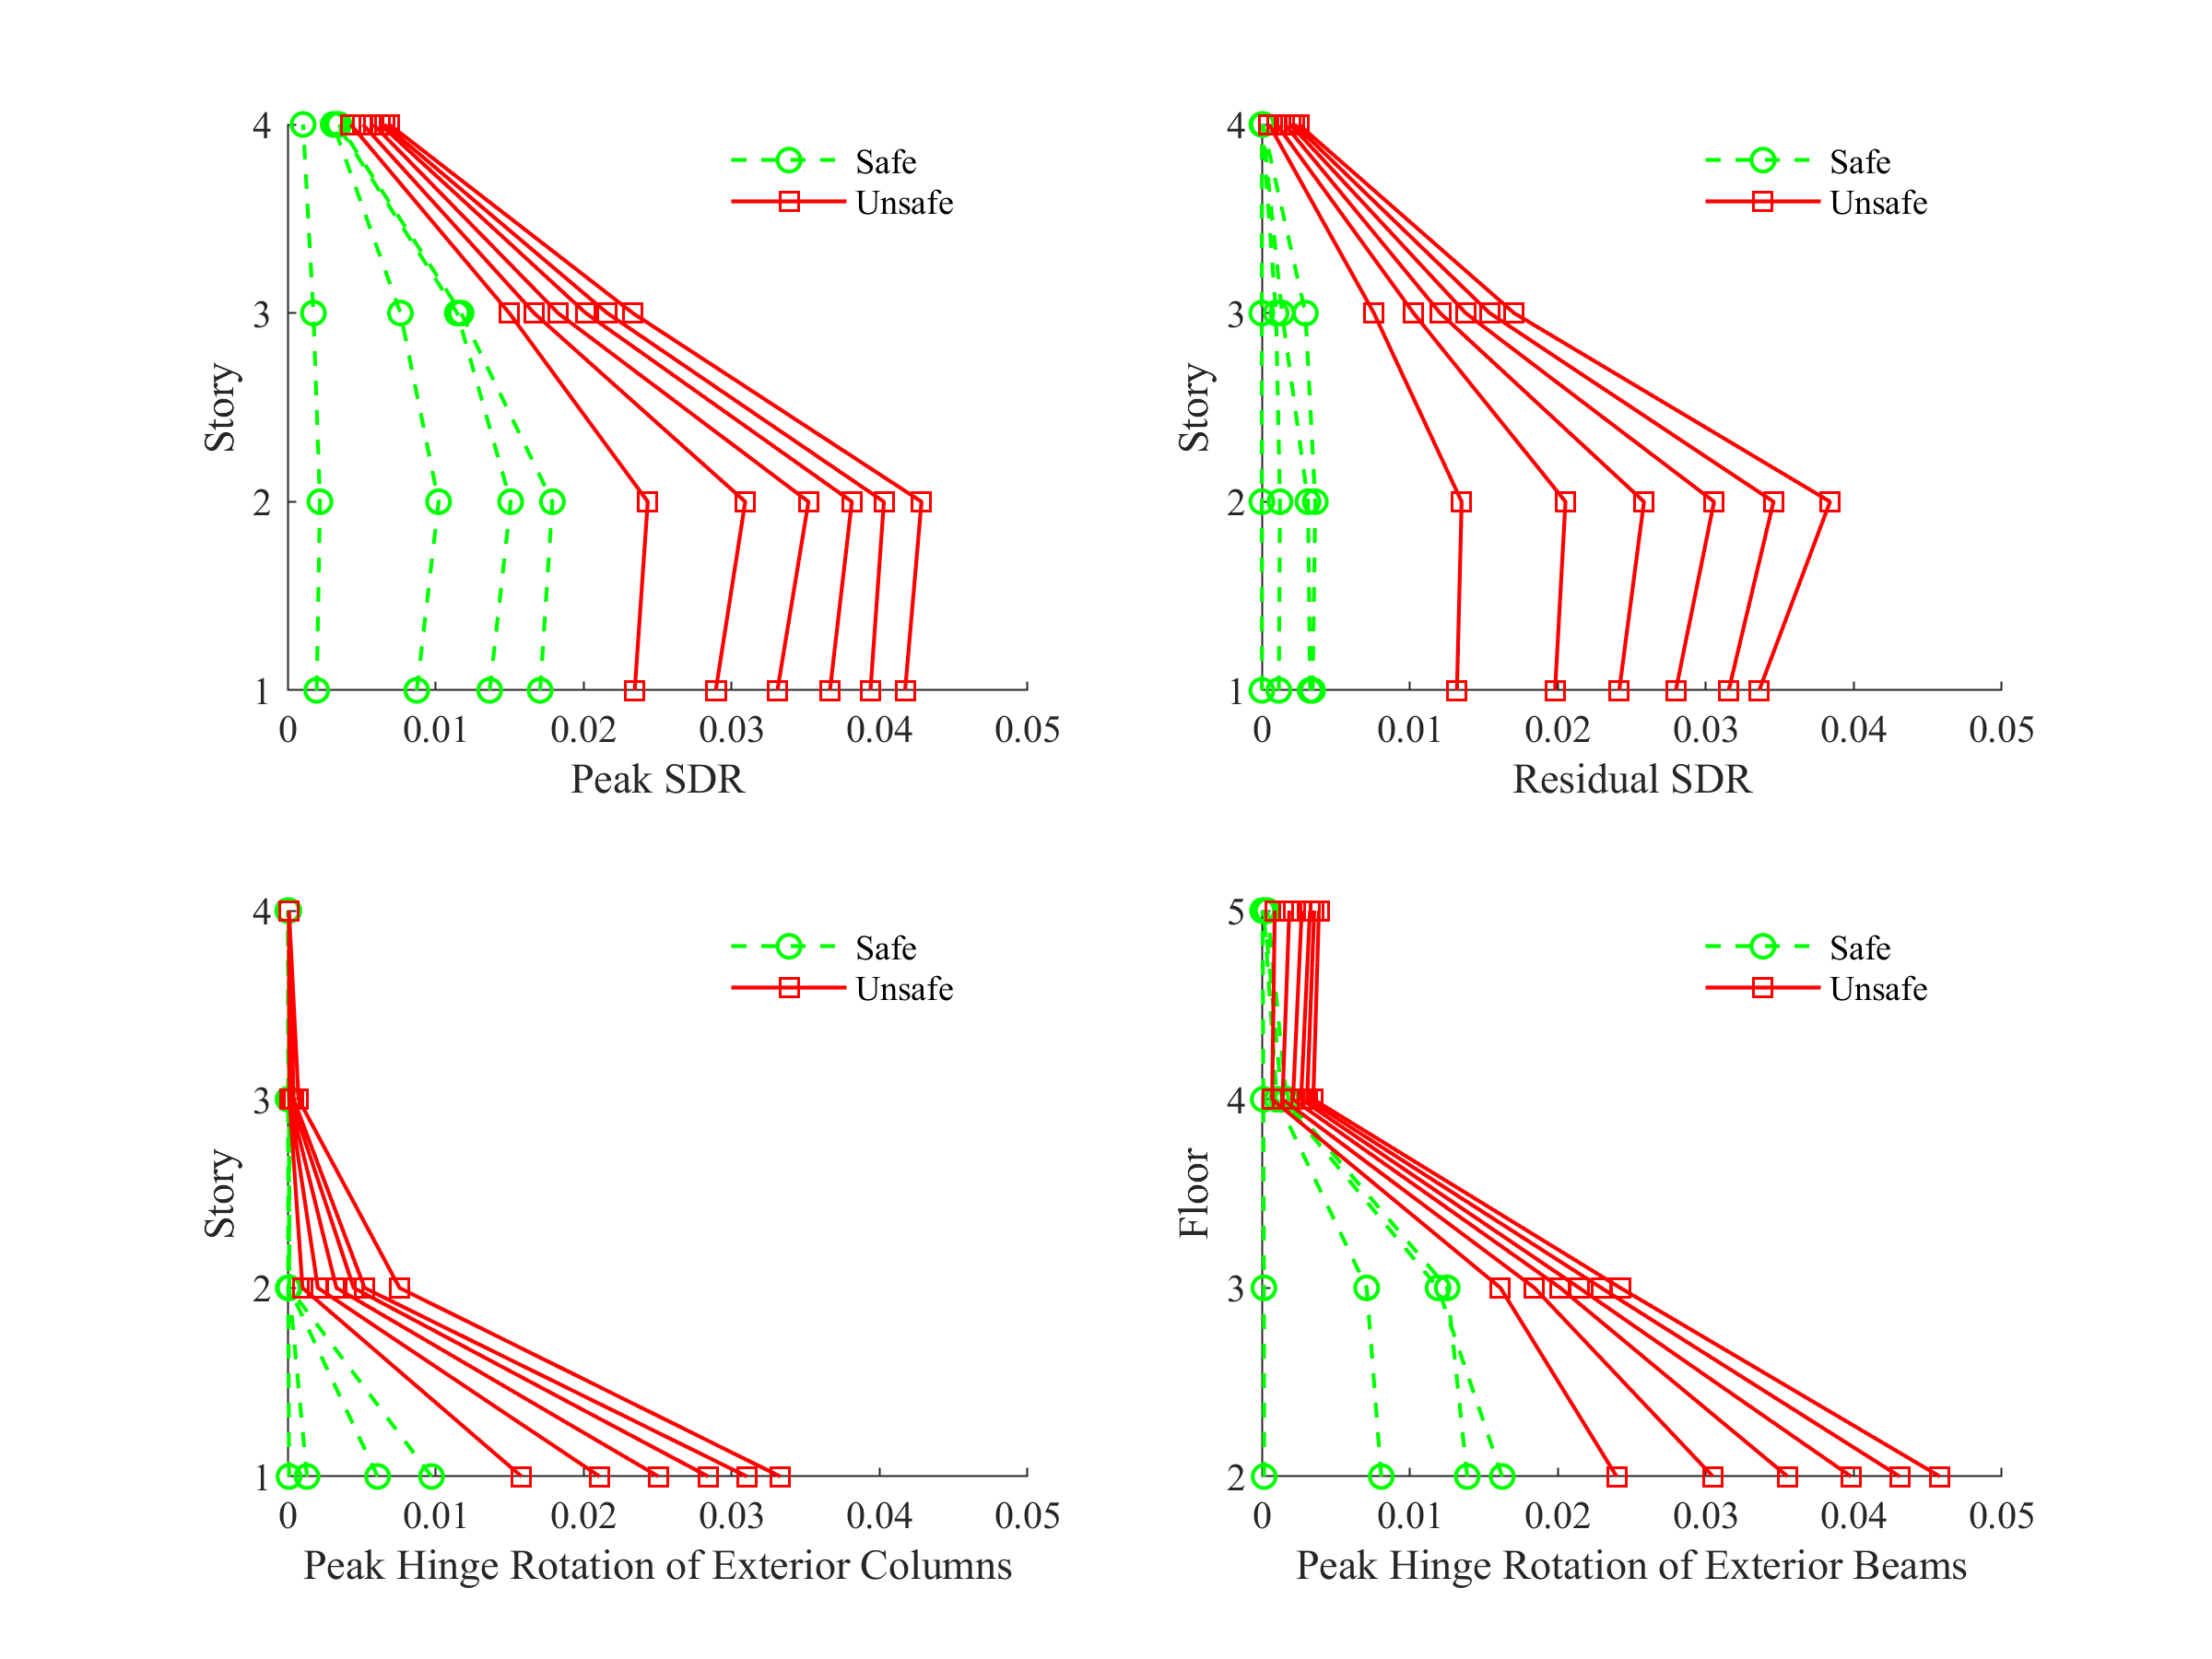 4
3
2
1
Story
0 0.01 0.02 0.03 0.04 0.05
Peak SDR
Safe
Unsafe
4
3
2
1
Story
0 0.01 0.02 0.03 0.04 0.05
Residual SDR
Safe
Unsafe
4
3
2
1
Story
0 0.01 0.02 0.03 0.04 0.05
Peak Hinge Rotation of Exterior Columns
Safe
Unsafe
5
4
3
2
Floor
0 0.01 0.02 0.03 0.04 0.05
Peak Hinge Rotation of Exterior Beams
Safe
Unsafe